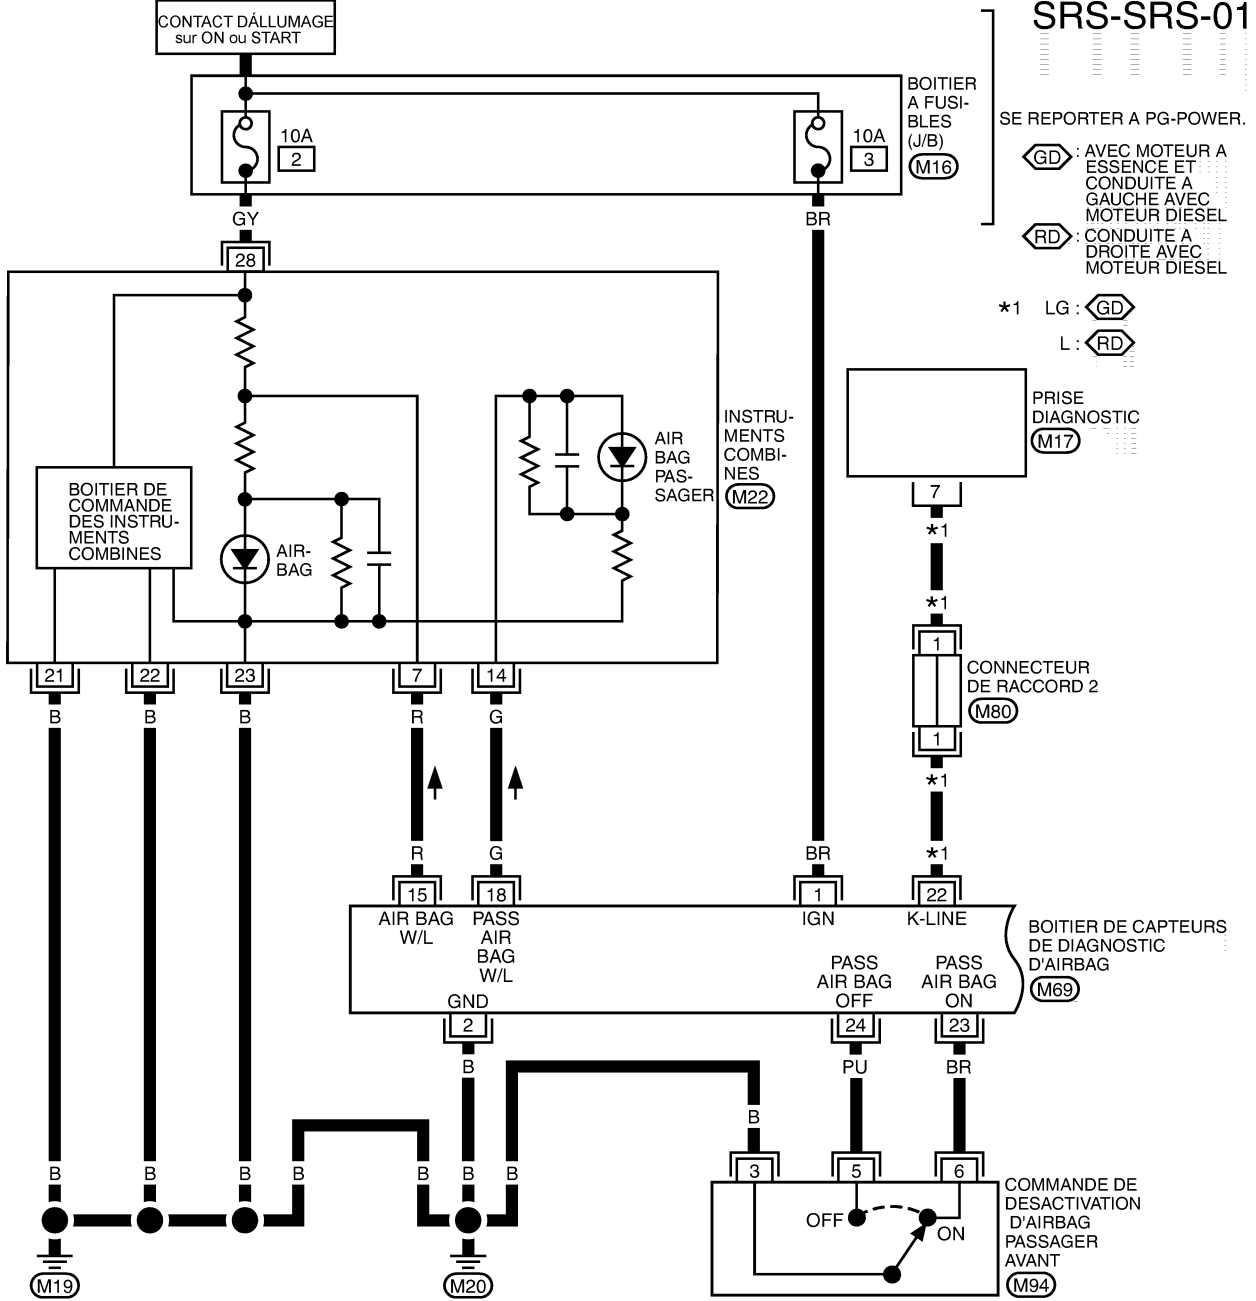 CONTACT DÁLLUMAGE
sur ON ou START
SRS-SRS-01
SE REPORTER A PG-POWER.
GD : AVEC MOTEUR A
ESSENCE ET
CONDUITE A
GAUCHE AVEC
MOTEUR DIESEL
RD : CONDUITE A
DROITE AVEC
MOTEUR DIESEL
*1 LG : GD
L : RD
BOITIER
A FUSI-
BLES
(J/B)
M16
10A
2
10A
3
GY
BR
28
INSTRU-
MENTS
COMBI-
NES
M22
AIR
BAG
PAS-
SAGER
BOITIER DE
COMMANDE
DES INSTRU-
MENTS
COMBINES
AIR-
BAG
PRISE
DIAGNOSTIC
M17
7
*1
*1
1
CONNECTEUR
DE RACCORD 2
M80
1
*1
*1
21
22
23
7
14
B
B
B
R
G
R
G
BR
15
18
1
22
AIR BAG
W/L
PASS
AIR
BAG
W/L
IGN
K-LINE
BOITIER DE CAPTEURS
DE DIAGNOSTIC
D'AIRBAG
M69
GND
PASS
AIR BAG
OFF
PASS
AIR BAG
ON
2
24
23
B
PU
BR
B
B
B
B
B
B
B
B
3
5
6
OFF
ON
COMMANDE DE
DESACTIVATION
D'AIRBAG
PASSAGER
AVANT
M94
M19
M20